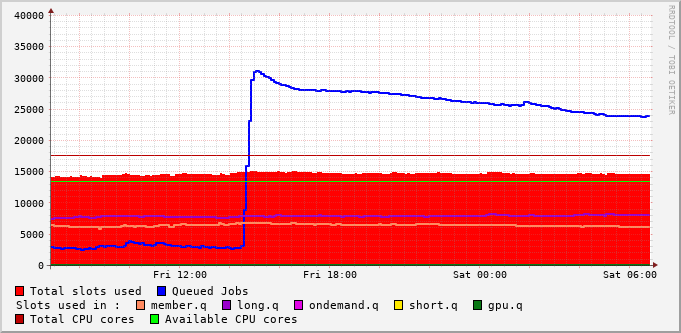 RRDTOOL / TOBI OETIKER
40000
35000
30000
25000
20000
15000
10000
5000
0
Fri 12:00 Fri 18:00 Sat 00:00 Sat 06:00
Total slots used Queued Jobs
Slots used in : member.q long.q ondemand.q short.q gpu.q
Total CPU cores Available CPU cores